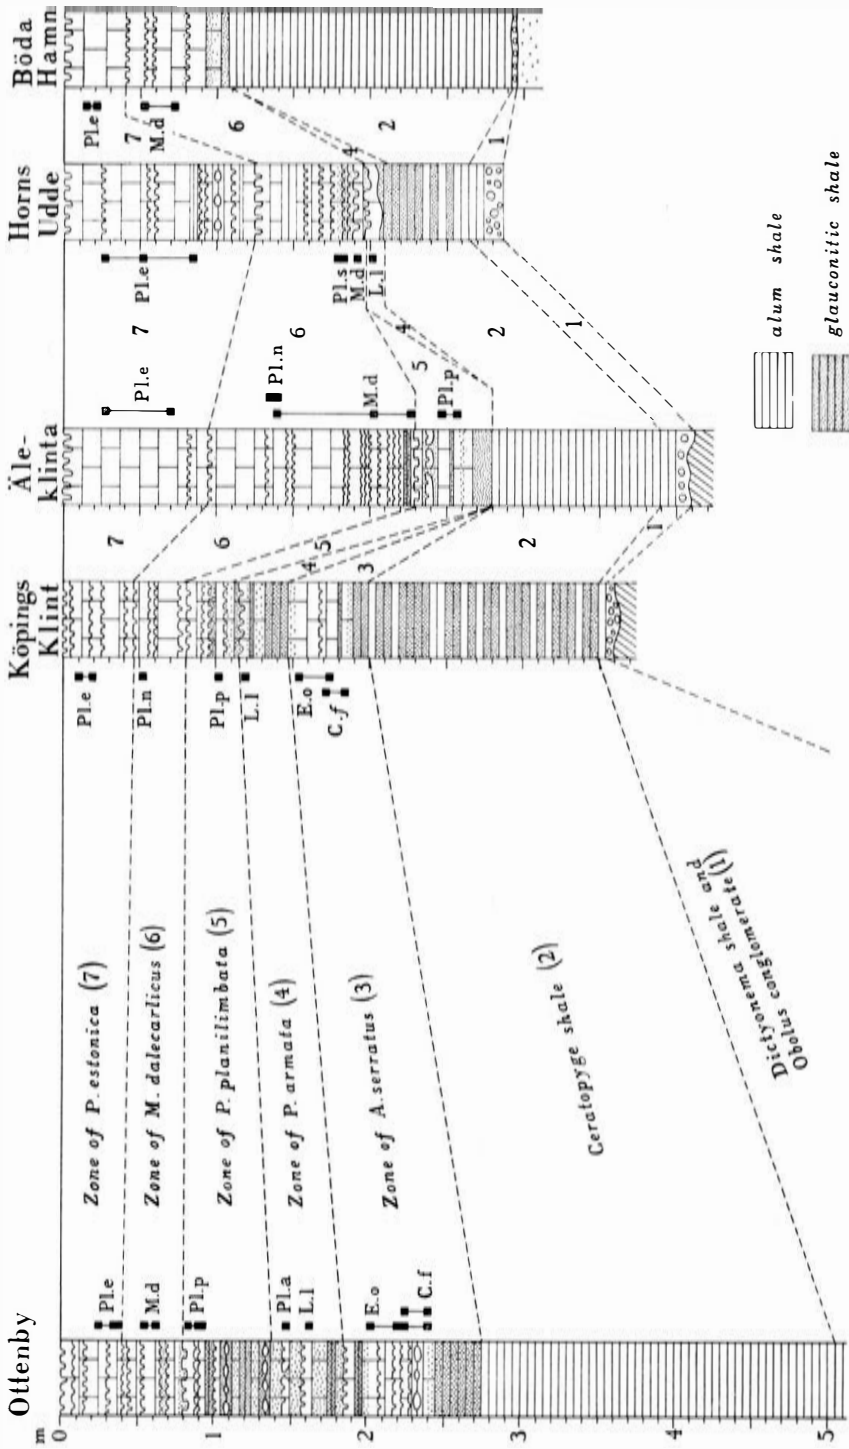 Böda
Hamn
Horns
Udde
Äle-
klinta
Köpings
Klint
Ottenby
m
0
1
2
3
4
5
Pl.e
7
M.d
6
4
2
1
Pl.e
7
Pl.s
M.d
L.l
6
4
2
1
Pl.e
Pl.n
M.d
5
Pl.p
7
6
5
4
3
2
1
Pl.e
Pl.n
Pl.p
L.l
E.o
C.f
Zone of P. estonica (7)
Zone of M. dalecarlicus (6)
Zone of P. planilimbata (5)
Zone of P. armata (4)
Zone of A. serratus (3)
Ceratopyge shale (2)
Dictyonema shale and
Obolus conglomerate (1)
Pl.e
M.d
Pl.p
Pl.a
L.l
E.o
C.f
alum shale
glauconitic shale